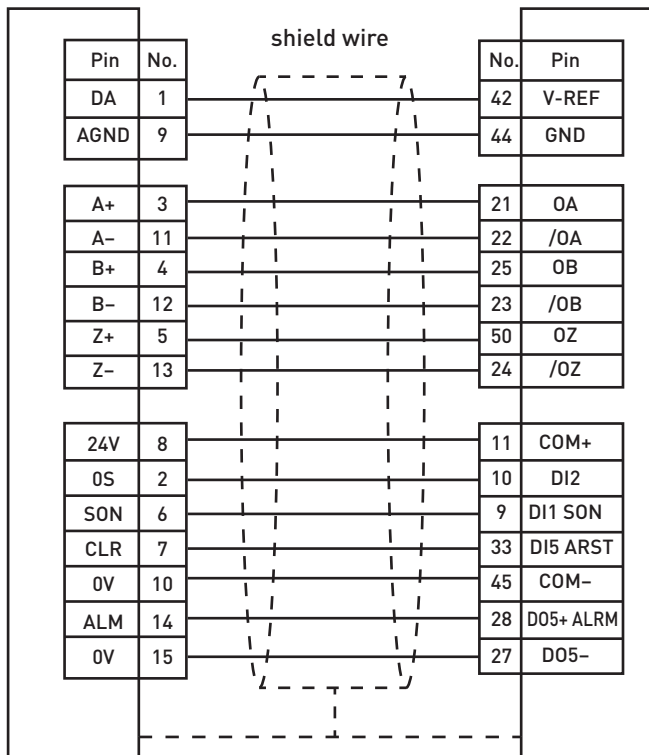 shield wire
Pin No. No. Pin
DA 1 42 V-REF
AGND 9 44 GND
A+ 3 21 OA
A– 11 22 /OA
B+ 4 25 OB
B– 12 23 /OB
Z+ 5 50 OZ
Z– 13 24 /OZ
24V 8 11 COM+
OS 2 10 DI2
SON 6 9 DI1 SON
CLR 7 33 DI5 ARST
0V 10 45 COM–
ALM 14 28 DO5+ ALRM
0V 15 27 DO5–